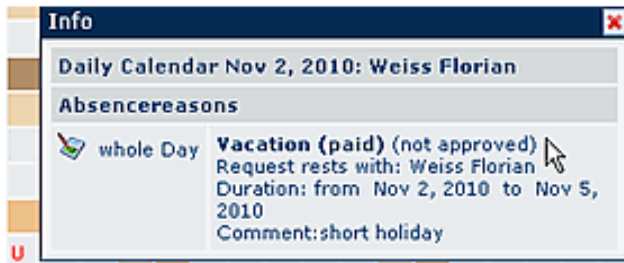 Info
Daily Calendar Nov 2, 2010: Weiss Florian
Absencereasons
whole Day
Vacation (paid) (not approved)
Request rests with: Weiss Florian
Duration: from Nov 2, 2010 to Nov 5,
2010
Comment:short holiday
U